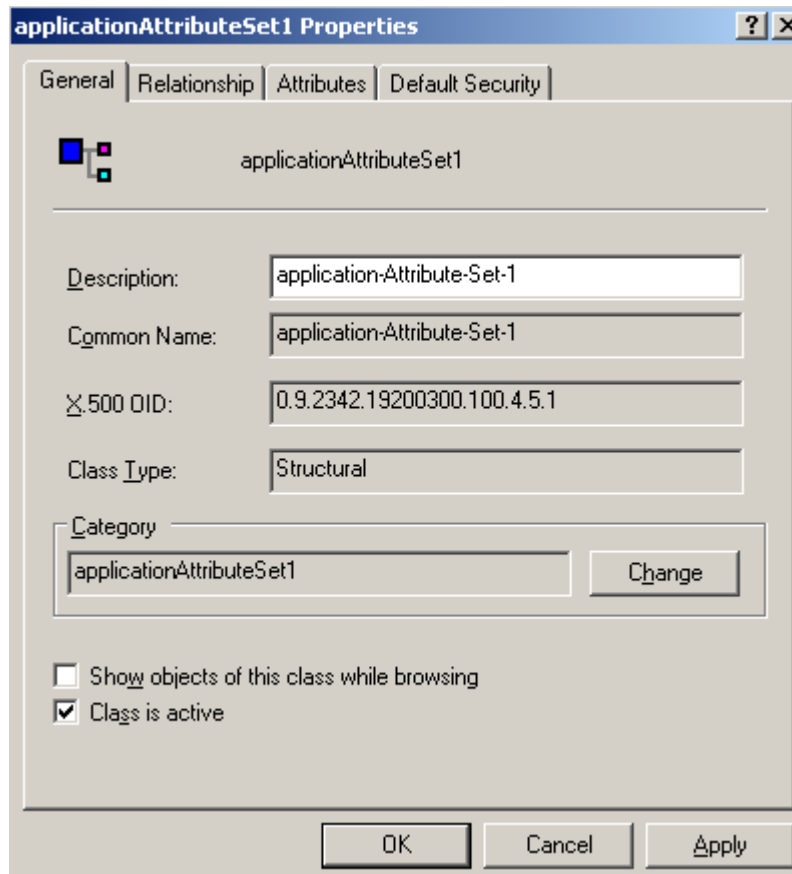 applicationAttributeSet1 Properties
General Relationship Attributes Default Security
applicationAttributeSet1
Description: application-Attribute-Set-1
Common Name: application-Attribute-Set-1
X.500 OID: 0.9.2342.19200300.100.4.5.1
Class Type: Structural
Category
applicationAttributeSet1 Change
Show objects of this class while browsing
Class is active
OK Cancel Apply